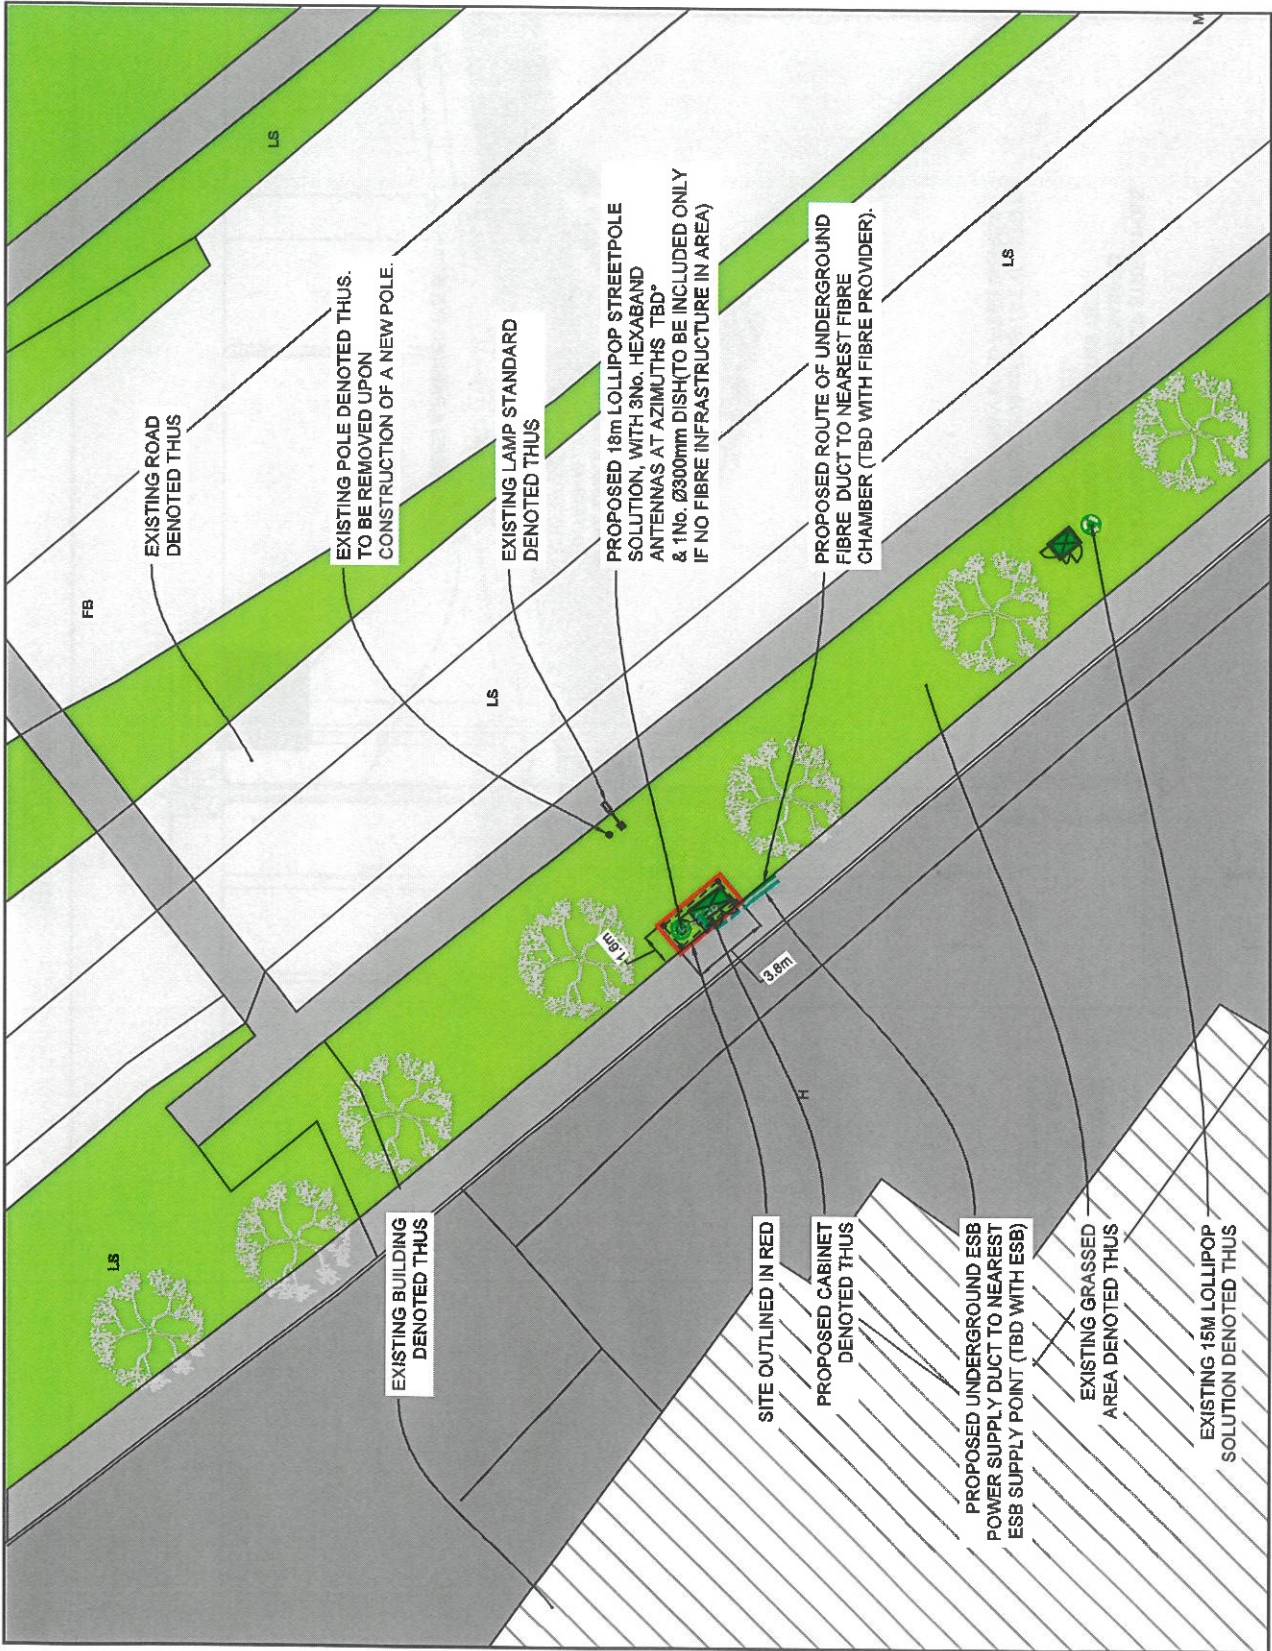 LS
FB
EXISTING ROAD
DENOTED THUS
EXISTING POLE DENOTED THUS.
TO BE REMOVED UPON
CONSTRUCTION OF A NEW POLE.
EXISTING LAMP STANDARD
DENOTED THUS
PROPOSED 18m LOLLIPOP STREETPOLE
SOLUTION, WITH 3No. HEXABAND
ANTENNAS AT AZIMUTHS TBD°
& 1No. Ø300mm DISH(TO BE INCLUDED ONLY
IF NO FIBRE INFRASTRUCTURE IN AREA)
PROPOSED ROUTE OF UNDERGROUND
FIBRE DUCT TO NEAREST FIBRE
CHAMBER (TBD WITH FIBRE PROVIDER).
LS
M
LS
1.6m
3.8m
H
LS
EXISTING BUILDING
DENOTED THUS
SITE OUTLINED IN RED
PROPOSED CABINET
DENOTED THUS
PROPOSED UNDERGROUND ESB
POWER SUPPLY DUCT TO NEAREST
ESB SUPPLY POINT (TBD WITH ESB)
EXISTING GRASSED
AREA DENOTED THUS
EXISTING 15M LOLLIPOP
SOLUTION DENOTED THUS